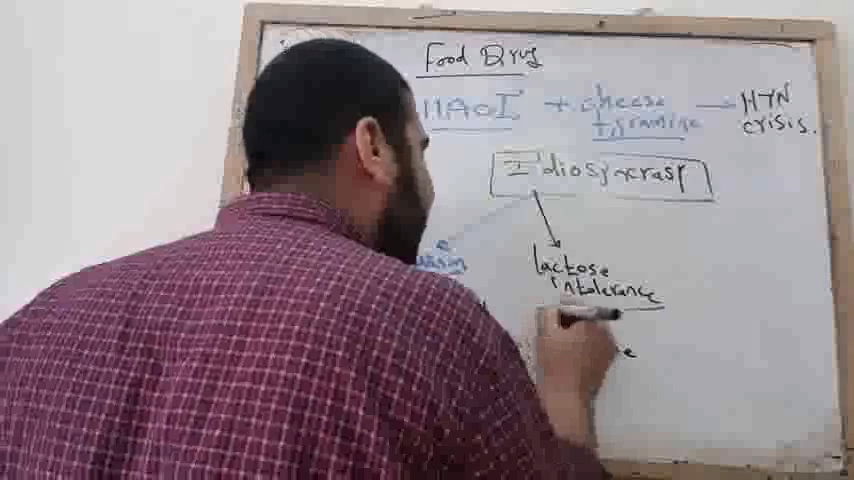 Food Drug
MAOI + cheese → HTN
tyramine crisis.
Idiosyncrasy
lactose
intolerance